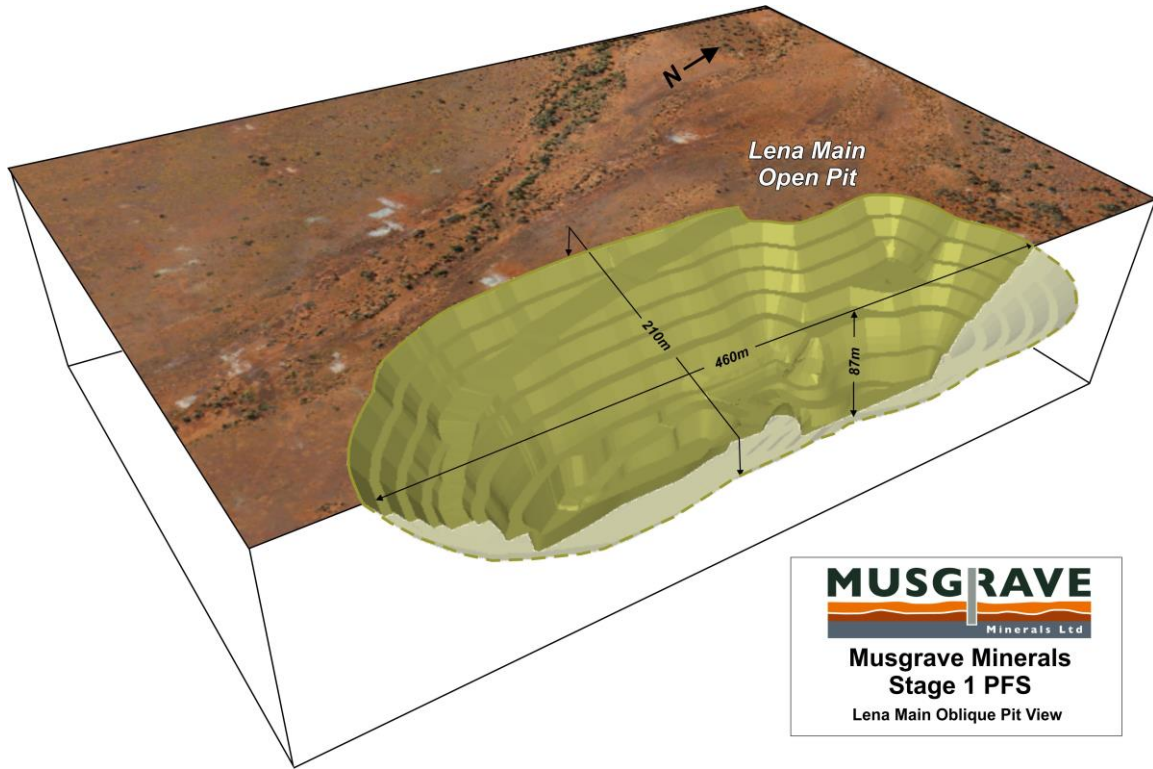 N
Lena Main
Open Pit
210m
460m
87m
MUSGRAVE
Minerals Ltd
Musgrave Minerals
Stage 1 PFS
Lena Main Oblique Pit View